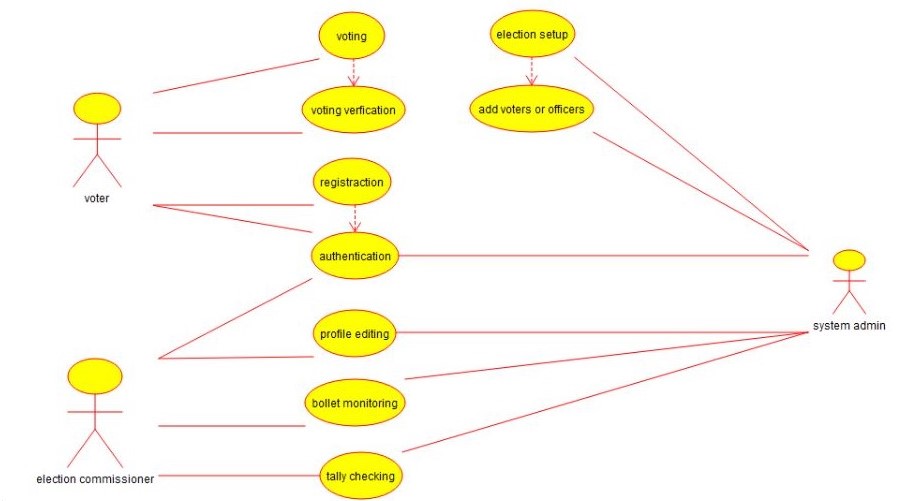 voting
election setup
voting verfication
add voters or officers
voter
registraction
authentication
system admin
profile editing
bollet monitoring
election commissioner
tally checking